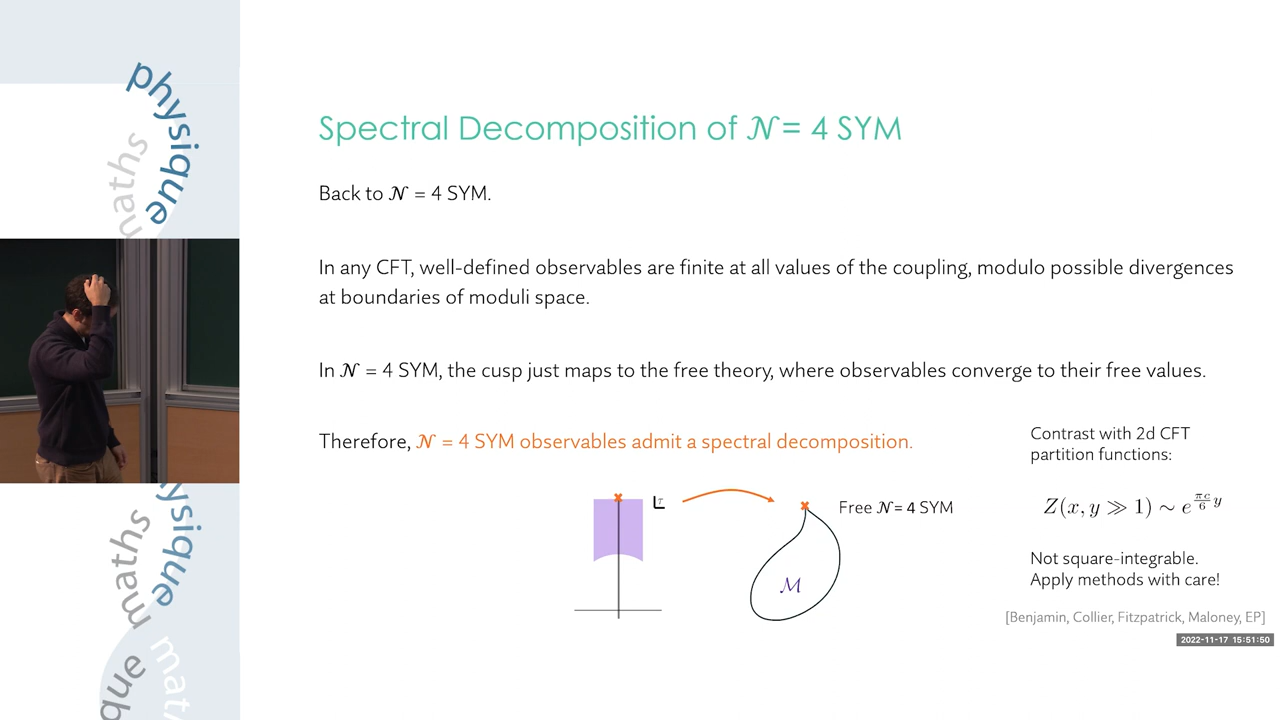 physique
maths
Spectral Decomposition of 𝒩 = 4 SYM
Back to 𝒩 = 4 SYM.
In any CFT, well-defined observables are finite at all values of the coupling, modulo possible divergences
at boundaries of moduli space.
In 𝒩 = 4 SYM, the cusp just maps to the free theory, where observables converge to their free values.
Therefore, 𝒩 = 4 SYM observables admit a spectral decomposition.
Contrast with 2d CFT
partition functions:
τ
Free 𝒩 = 4 SYM
Z(x, y ≫ 1) ∼ e^{\frac{πc}{6} y}
ℳ
Not square-integrable.
Apply methods with care!
[Benjamin, Collier, Fitzpatrick, Maloney, EP]
2022-11-17 15:51:50
physique
maths
que
mat